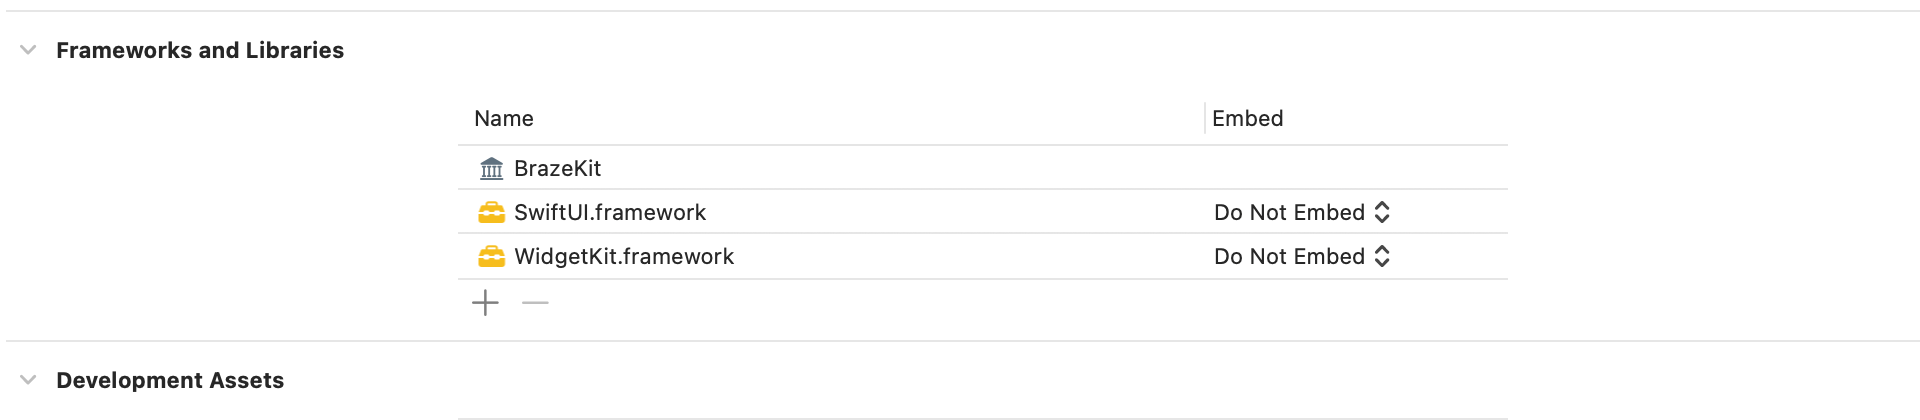 Frameworks and Libraries
Name Embed
BrazeKit
SwiftUI.framework Do Not Embed
WidgetKit.framework Do Not Embed
Development Assets